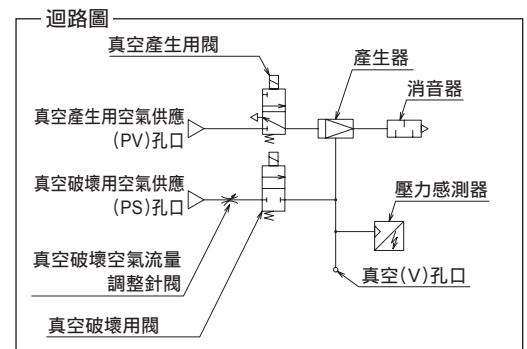 迴路圖
真空產生用閥
產生器
消音器
真空產生用空氣供應
(PV)孔口
真空破壞用空氣供應
(PS)孔口
壓力感測器
真空破壞空氣流量
調整針閥
真空(V)孔口
真空破壞用閥